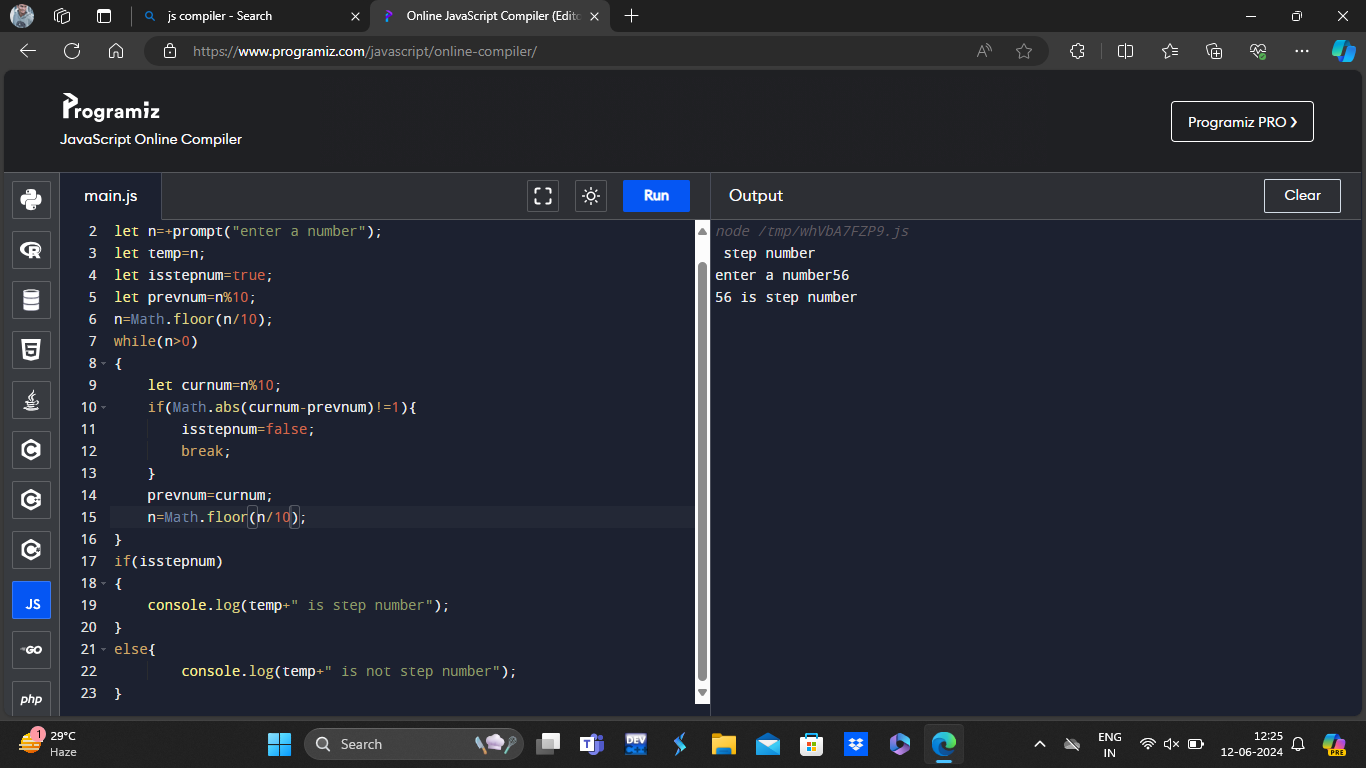 js compiler - Search
Online JavaScript Compiler (Edito
https://www.programiz.com/javascript/online-compiler/
Programiz
JavaScript Online Compiler
Programiz PRO ❯
main.js
Run
Output
Clear
2 let n=+prompt("enter a number");
3 let temp=n;
4 let isstepnum=true;
5 let prevnum=n%10;
6 n=Math.floor(n/10);
7 while(n>0)
8 {
9     let curnum=n%10;
10     if(Math.abs(curnum-prevnum)!=1){
11         isstepnum=false;
12         break;
13     }
14     prevnum=curnum;
15     n=Math.floor(n/10);
16 }
17 if(isstepnum)
18 {
19     console.log(temp+" is step number");
20 }
21 else{
22         console.log(temp+" is not step number");
23 }
node /tmp/whVbA7FZP9.js
 step number
enter a number56
56 is step number
JS
GO
php
1
29°C
Haze
Search
DEV
ENG
IN
12:25
12-06-2024
PRE